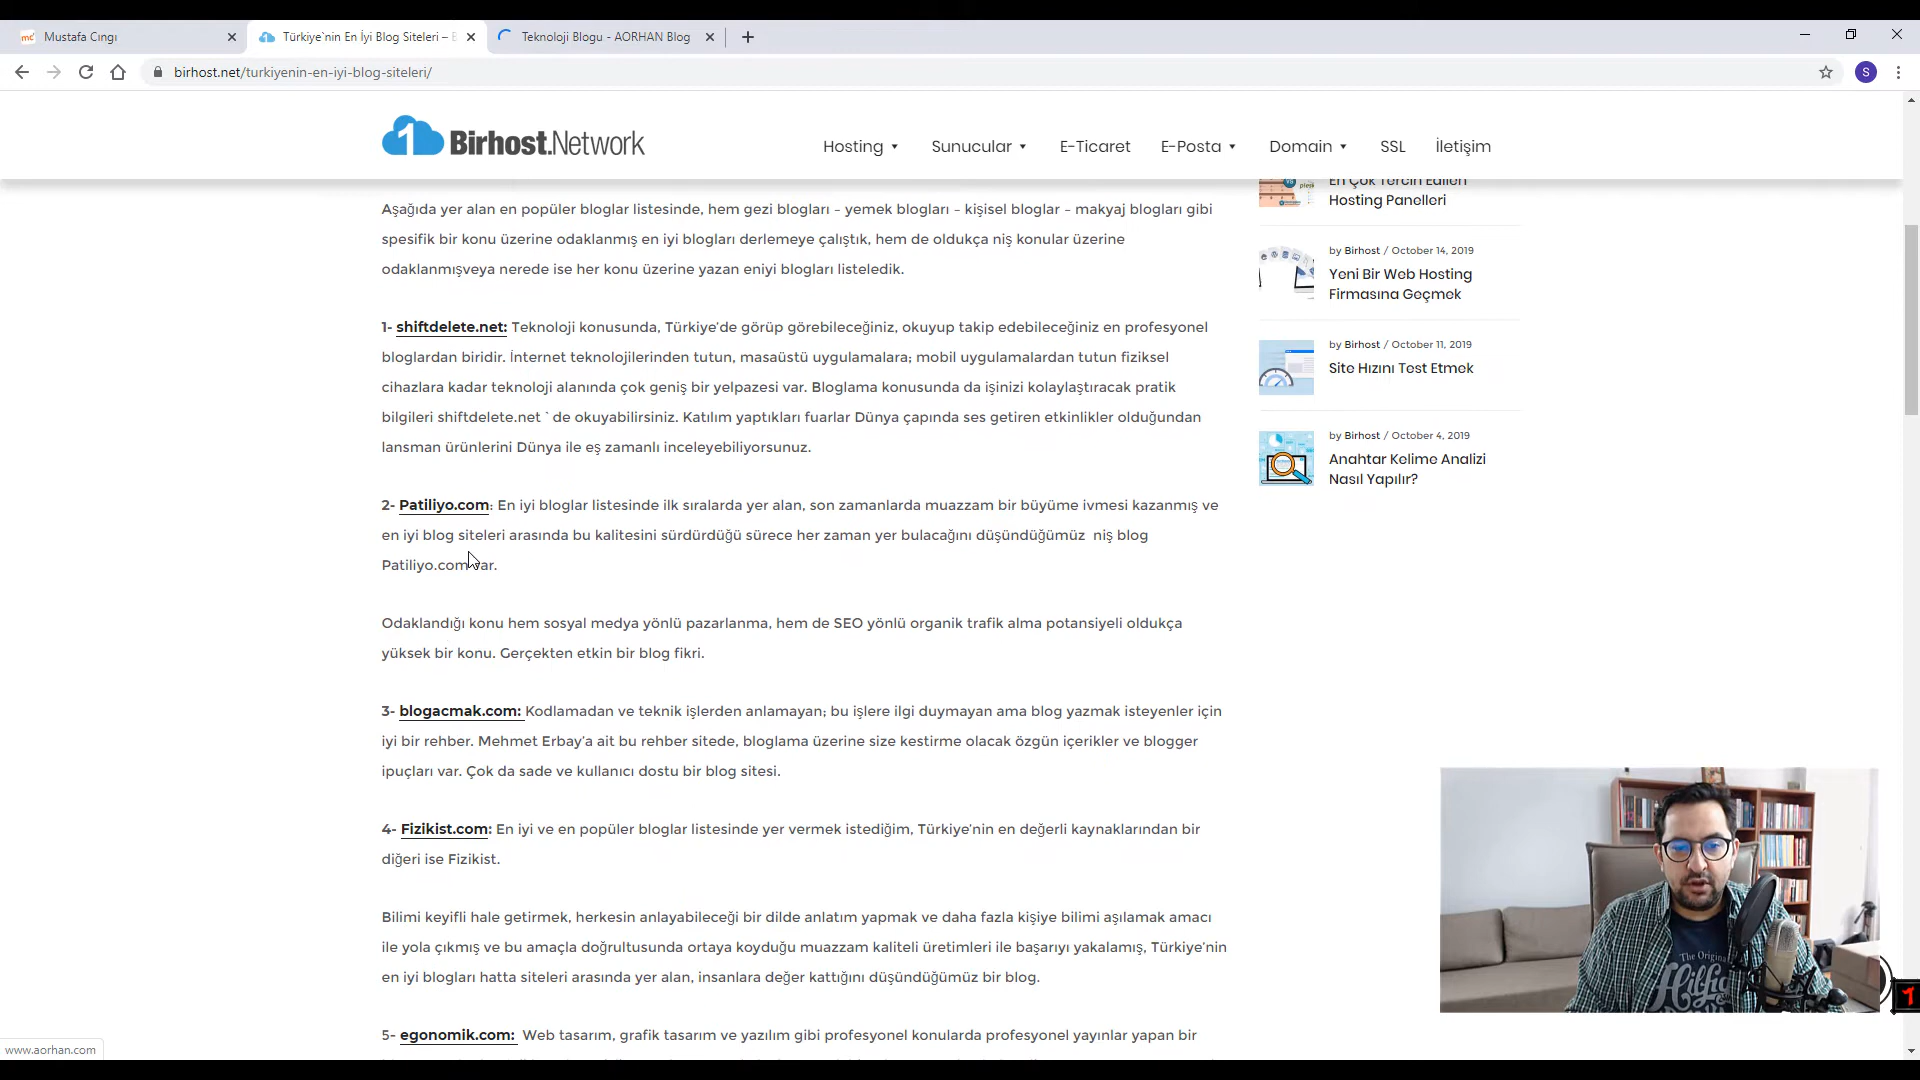 Mustafa Cıngı
Türkiye`nin En İyi Blog Siteleri – B
Teknoloji Blogu - AORHAN Blog
birhost.net/turkiyenin-en-iyi-blog-siteleri/
S
1 Birhost.Network
Hosting
Sunucular
E-Ticaret
E-Posta
Domain
SSL
İletişim
Aşağıda yer alan en popüler bloglar listesinde, hem gezi blogları – yemek blogları – kişisel bloglar – makyaj blogları gibi
spesifik bir konu üzerine odaklanmış en iyi blogları derlemeye çalıştık, hem de oldukça niş konular üzerine
odaklanmışveya nerede ise her konu üzerine yazan eniyi blogları listeledik.
1- shiftdelete.net: Teknoloji konusunda, Türkiye’de görüp görebileceğiniz, okuyup takip edebileceğiniz en profesyonel
bloglardan biridir. İnternet teknolojilerinden tutun, masaüstü uygulamalara; mobil uygulamalardan tutun fiziksel
cihazlara kadar teknoloji alanında çok geniş bir yelpazesi var. Bloglama konusunda da işinizi kolaylaştıracak pratik
bilgileri shiftdelete.net ` de okuyabilirsiniz. Katılım yaptıkları fuarlar Dünya çapında ses getiren etkinlikler olduğundan
lansman ürünlerini Dünya ile eş zamanlı inceleyebiliyorsunuz.
2- Patiliyo.com: En iyi bloglar listesinde ilk sıralarda yer alan, son zamanlarda muazzam bir büyüme ivmesi kazanmış ve
en iyi blog siteleri arasında bu kalitesini sürdürdüğü sürece her zaman yer bulacağını düşündüğümüz niş blog
Patiliyo.com var.
Odaklandığı konu hem sosyal medya yönlü pazarlanma, hem de SEO yönlü organik trafik alma potansiyeli oldukça
yüksek bir konu. Gerçekten etkin bir blog fikri.
3- blogacmak.com: Kodlamadan ve teknik işlerden anlamayan; bu işlere ilgi duymayan ama blog yazmak isteyenler için
iyi bir rehber. Mehmet Erbay’a ait bu rehber sitede, bloglama üzerine size kestirme olacak özgün içerikler ve blogger
ipuçları var. Çok da sade ve kullanıcı dostu bir blog sitesi.
4- Fizikist.com: En iyi ve en popüler bloglar listesinde yer vermek istediğim, Türkiye’nin en değerli kaynaklarından bir
diğeri ise Fizikist.
Bilimi keyifli hale getirmek, herkesin anlayabileceği bir dilde anlatım yapmak ve daha fazla kişiye bilimi aşılamak amacı
ile yola çıkmış ve bu amaçla doğrultusunda ortaya koyduğu muazzam kaliteli üretimleri ile başarıyı yakalamış, Türkiye’nin
en iyi blogları hatta siteleri arasında yer alan, insanlara değer kattığını düşündüğümüz bir blog.
5- egonomik.com: Web tasarım, grafik tasarım ve yazılım gibi profesyonel konularda profesyonel yayınlar yapan bir
En Çok Tercih Edilen
Hosting Panelleri
by Birhost / October 14, 2019
Yeni Bir Web Hosting
Firmasına Geçmek
by Birhost / October 11, 2019
Site Hızını Test Etmek
by Birhost / October 4, 2019
Anahtar Kelime Analizi
Nasıl Yapılır?
The Original
www.aorhan.com